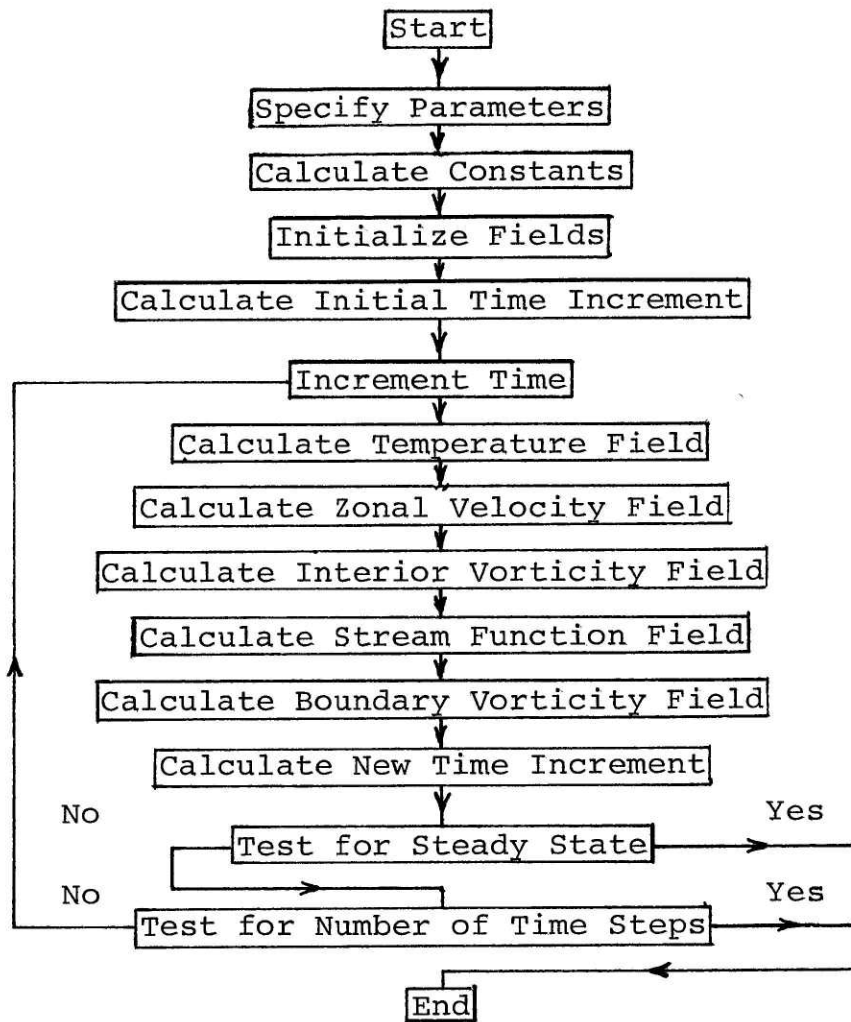 Start
Specify Parameters
Calculate Constants
Initialize Fields
Calculate Initial Time Increment
Increment Time
Calculate Temperature Field
Calculate Zonal Velocity Field
Calculate Interior Vorticity Field
Calculate Stream Function Field
Calculate Boundary Vorticity Field
Calculate New Time Increment
No
Yes
Test for Steady State
No
Yes
Test for Number of Time Steps
End